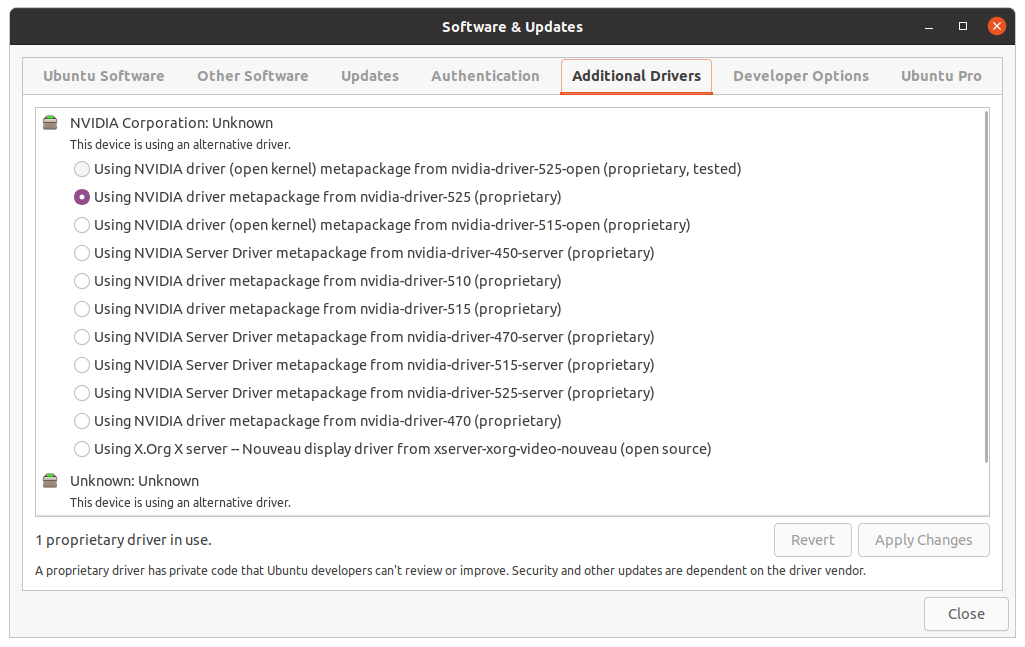 Software & Updates
Ubuntu Software Other Software Updates Authentication Additional Drivers Developer Options Ubuntu Pro
NVIDIA Corporation: Unknown
This device is using an alternative driver.
Using NVIDIA driver (open kernel) metapackage from nvidia-driver-525-open (proprietary, tested)
Using NVIDIA driver metapackage from nvidia-driver-525 (proprietary)
Using NVIDIA driver (open kernel) metapackage from nvidia-driver-515-open (proprietary)
Using NVIDIA Server Driver metapackage from nvidia-driver-450-server (proprietary)
Using NVIDIA driver metapackage from nvidia-driver-510 (proprietary)
Using NVIDIA driver metapackage from nvidia-driver-515 (proprietary)
Using NVIDIA Server Driver metapackage from nvidia-driver-470-server (proprietary)
Using NVIDIA Server Driver metapackage from nvidia-driver-515-server (proprietary)
Using NVIDIA Server Driver metapackage from nvidia-driver-525-server (proprietary)
Using NVIDIA driver metapackage from nvidia-driver-470 (proprietary)
Using X.Org X server -- Nouveau display driver from xserver-xorg-video-nouveau (open source)
Unknown: Unknown
This device is using an alternative driver.
1 proprietary driver in use. Revert Apply Changes
A proprietary driver has private code that Ubuntu developers can't review or improve. Security and other updates are dependent on the driver vendor.
Close